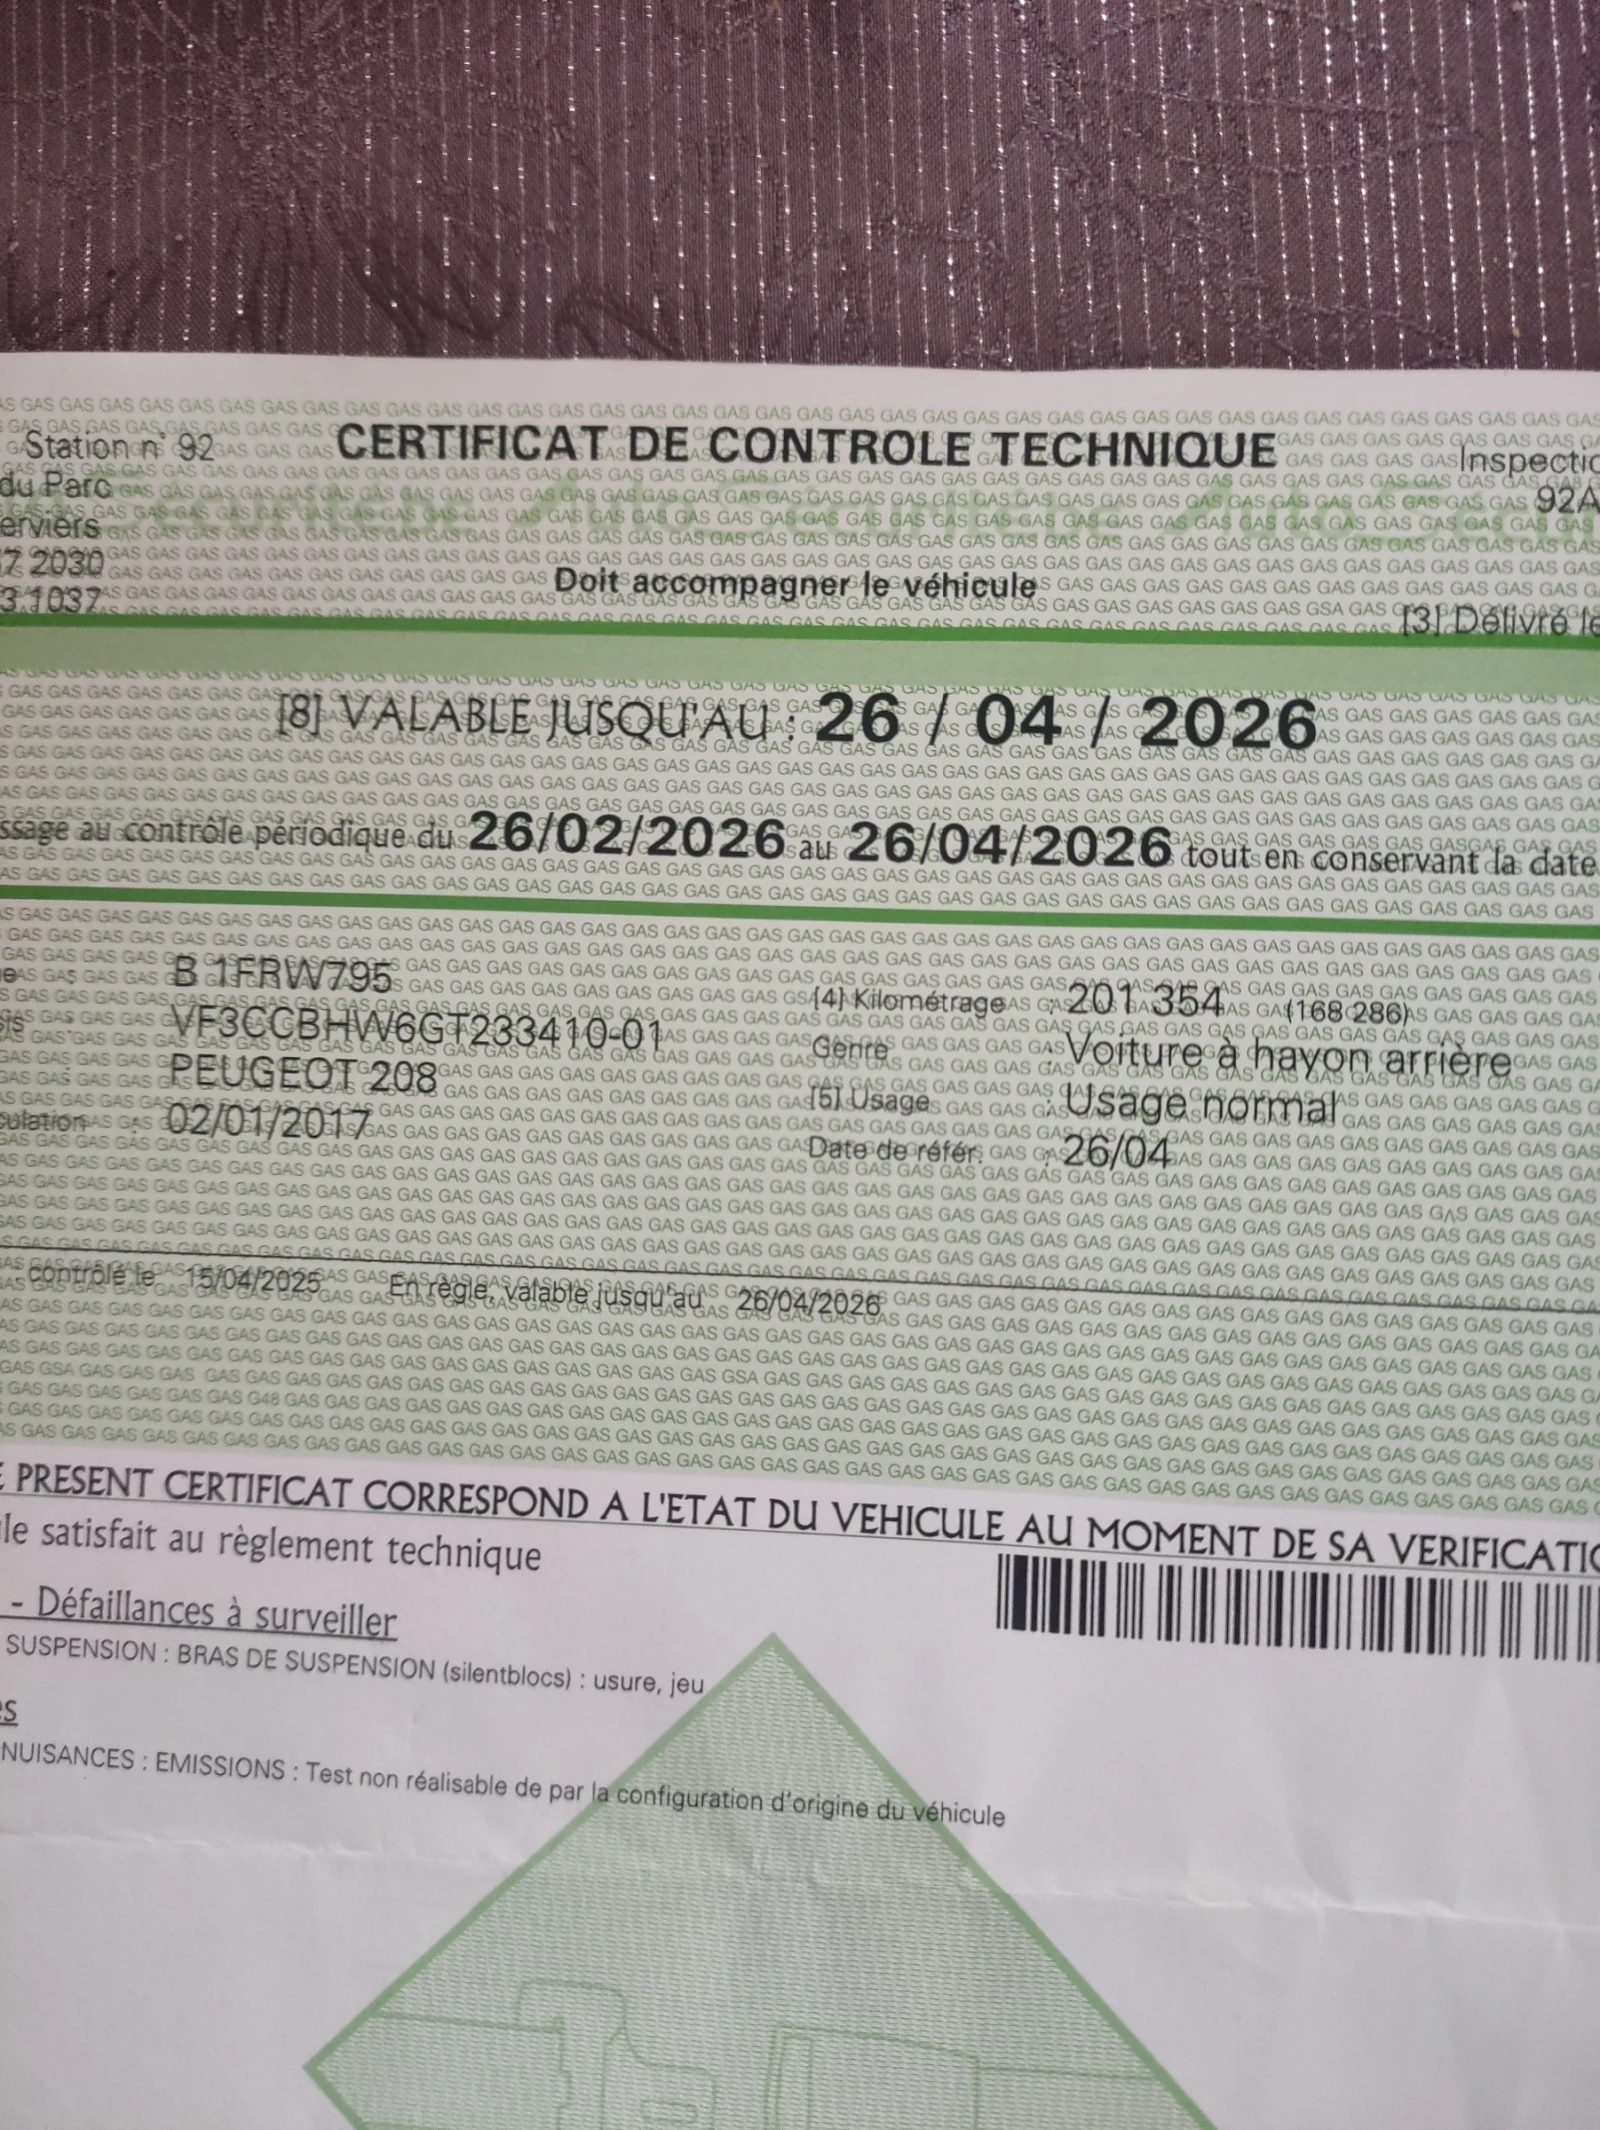 Station n° 92
CERTIFICAT DE CONTROLE TECHNIQUE
Inspectio
du Parc
92A
erviers
7 2030
Doit accompagner le véhicule
3 1037
[3] Délivré le
[8] VALABLE JUSQU'AU : 26 / 04 / 2026
ssage au contrôle périodique du 26/02/2026 au 26/04/2026 tout en conservant la date
e : B 1FRW795
[4] Kilométrage : 201 354 (168 286)
sis : VF3CCBHW6GT233410-01
Genre : Voiture à hayon arrière
: PEUGEOT 208
[5] Usage : Usage normal
culation : 02/01/2017
Date de référ. : 26/04
contrôle le 15/04/2025 En règle, valable jusqu'au 26/04/2026
E PRESENT CERTIFICAT CORRESPOND A L'ETAT DU VEHICULE AU MOMENT DE SA VERIFICATIO
le satisfait au règlement technique
- Défaillances à surveiller
SUSPENSION : BRAS DE SUSPENSION (silentblocs) : usure, jeu
es
NUISANCES : EMISSIONS : Test non réalisable de par la configuration d'origine du véhicule